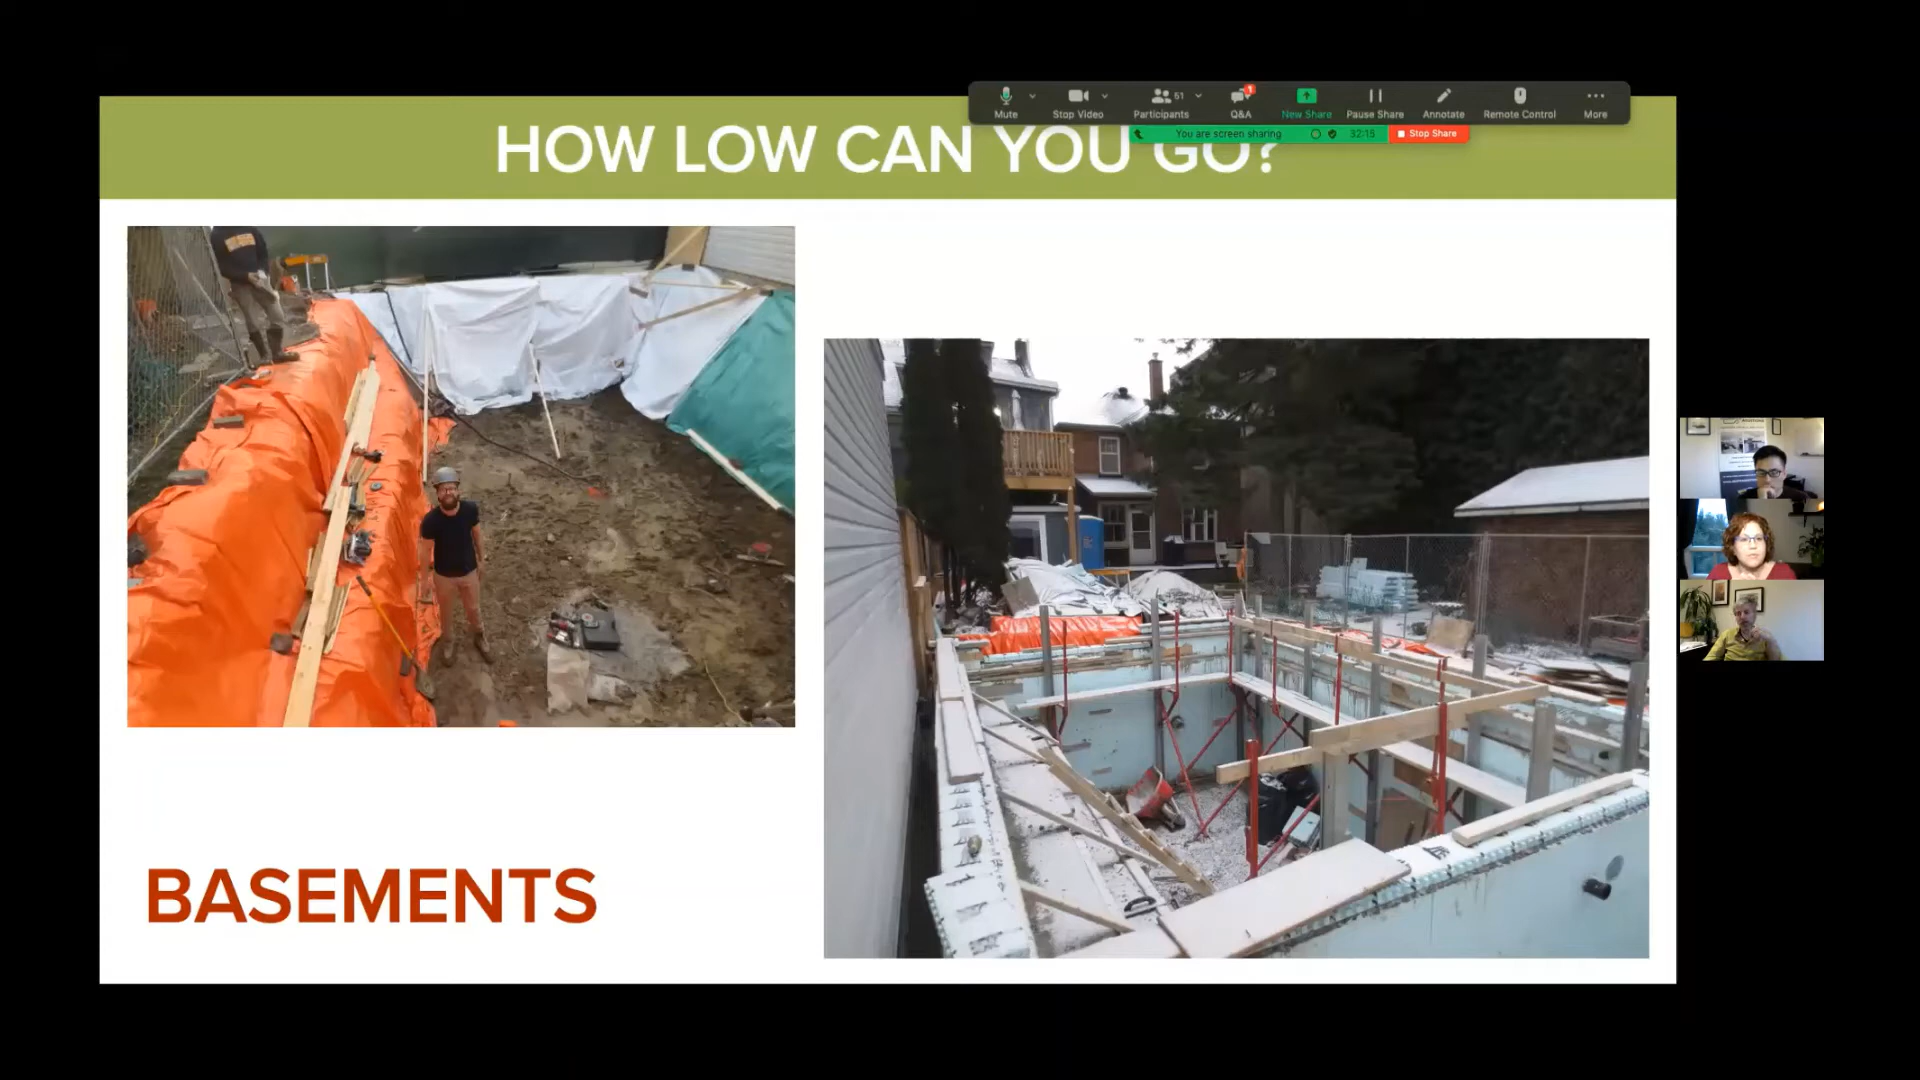 51
1
Mute
Stop Video
Participants
Q&A
New Share
Pause Share
Annotate
Remote Control
More
You are screen sharing
32:15
Stop Share
HOW LOW CAN YOU GO?
BASEMENTS